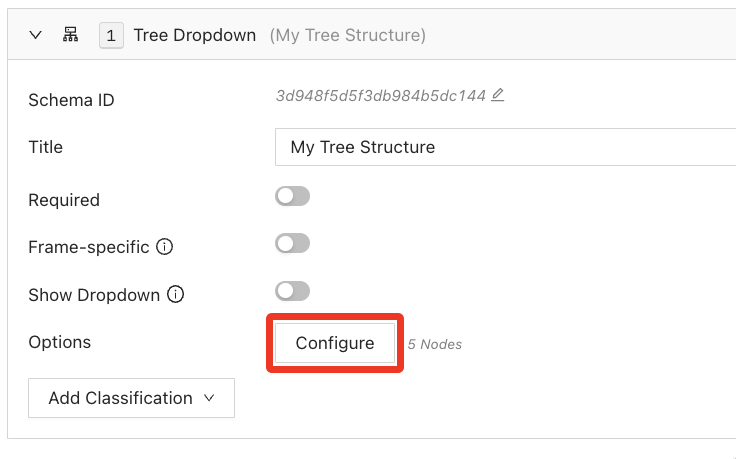 1 Tree Dropdown (My Tree Structure)
Schema ID 3d948f5d5f3db984b5dc144
Title My Tree Structure
Required
Frame-specific
Show Dropdown
Options Configure 5 Nodes
Add Classification